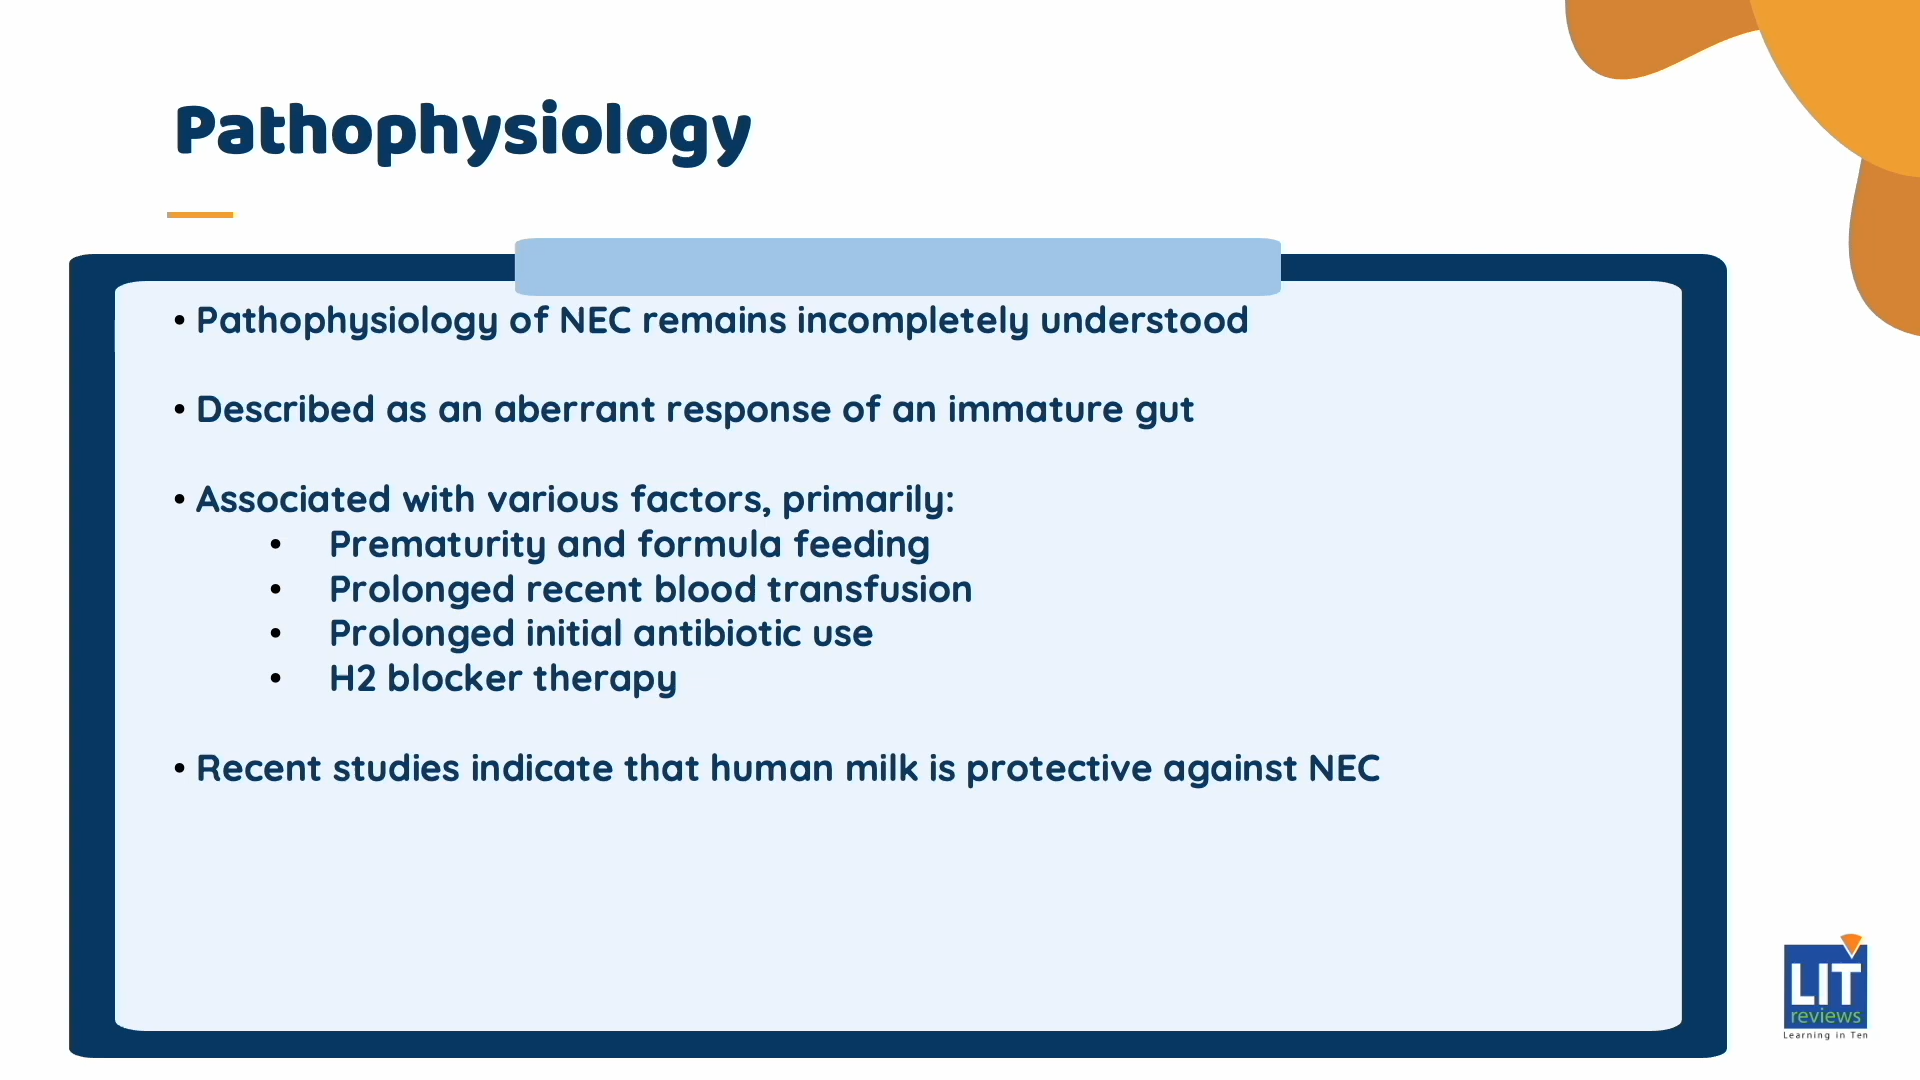 Pathophysiology
• Pathophysiology of NEC remains incompletely understood
• Described as an aberrant response of an immature gut
• Associated with various factors, primarily:
• Prematurity and formula feeding
• Prolonged recent blood transfusion
• Prolonged initial antibiotic use
• H2 blocker therapy
• Recent studies indicate that human milk is protective against NEC
LIT
reviews
Learning in Ten